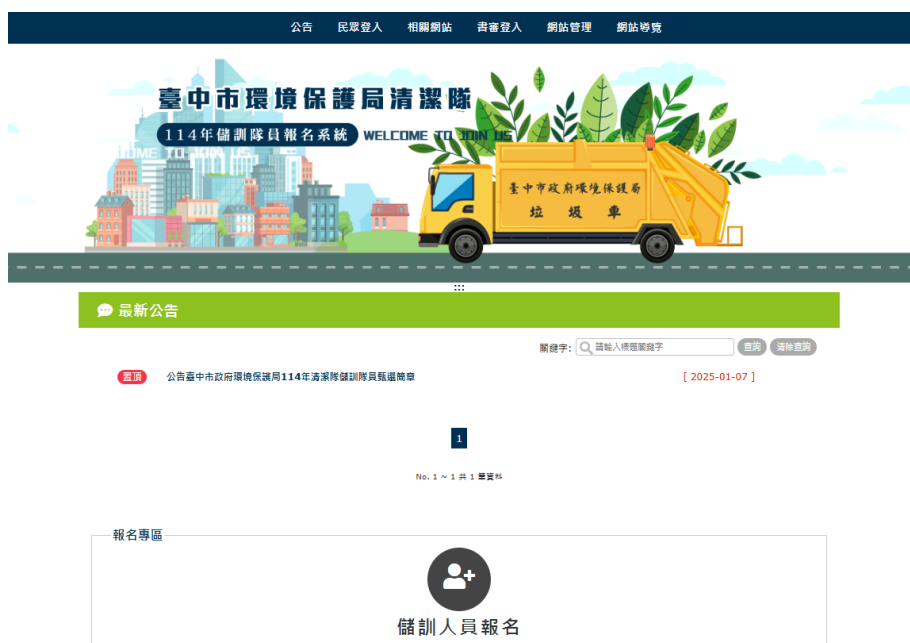 公告 民眾登入 相關網站 書審登入 網站管理 網站導覽
臺中市環境保護局清潔隊
114年儲訓隊員報名系統 WELCOME TO JOIN US
臺中市政府環境保護局
垃圾車
:::
最新公告
關鍵字: 請輸入標題關鍵字 查詢 清除查詢
置頂 公告臺中市政府環境保護局114年清潔隊儲訓隊員甄選簡章 [ 2025-01-07 ]
1
No. 1 ~ 1 共 1 筆資料
報名專區
儲訓人員報名